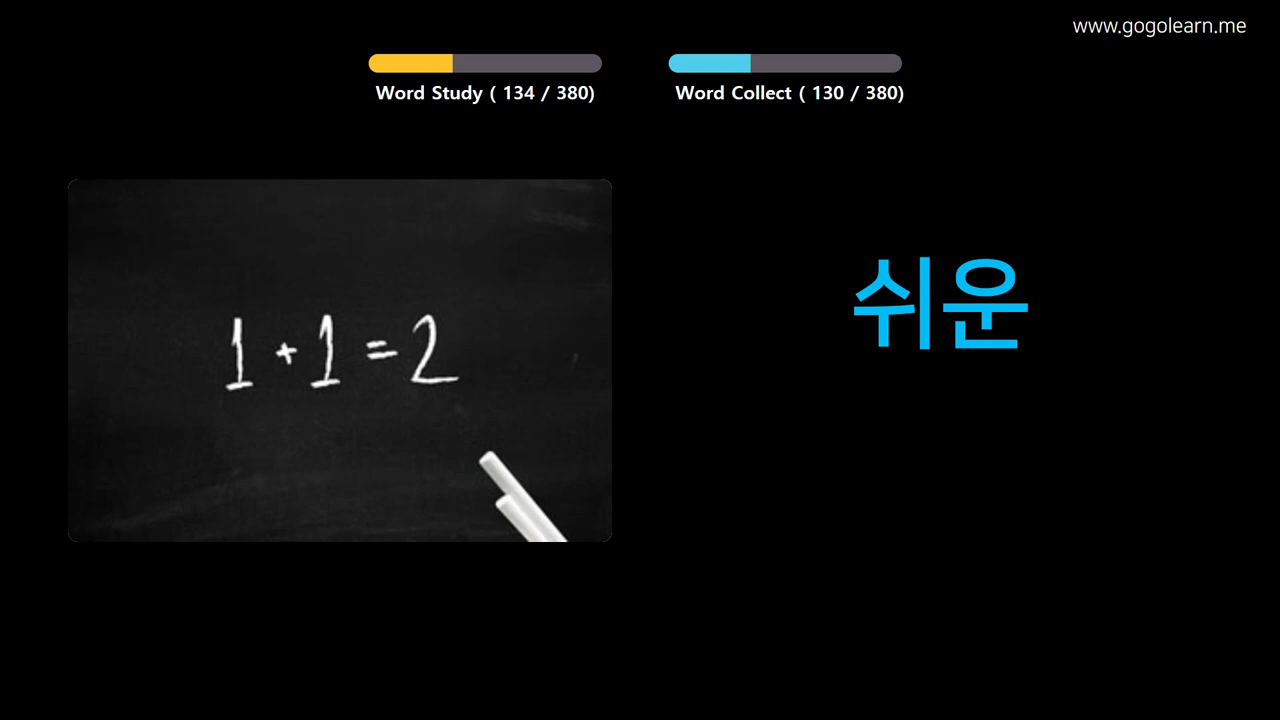 www.gogolearn.me
Word Study ( 134 / 380)
Word Collect ( 130 / 380)
쉬운
1 + 1 = 2